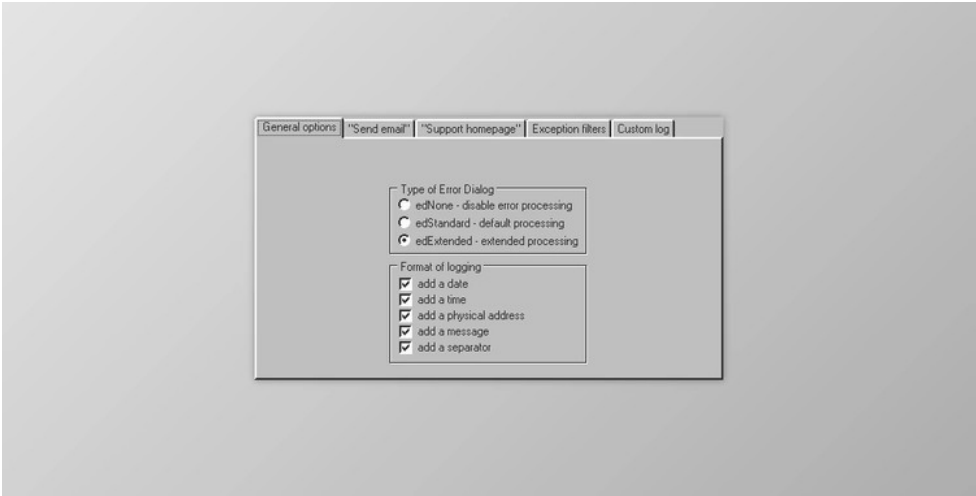 General options "Send email" "Support homepage" Exception filters Custom log
Type of Error Dialog
edNone - disable error processing
edStandard - default processing
edExtended - extended processing
Format of logging
add a date
add a time
add a physical address
add a message
add a separator